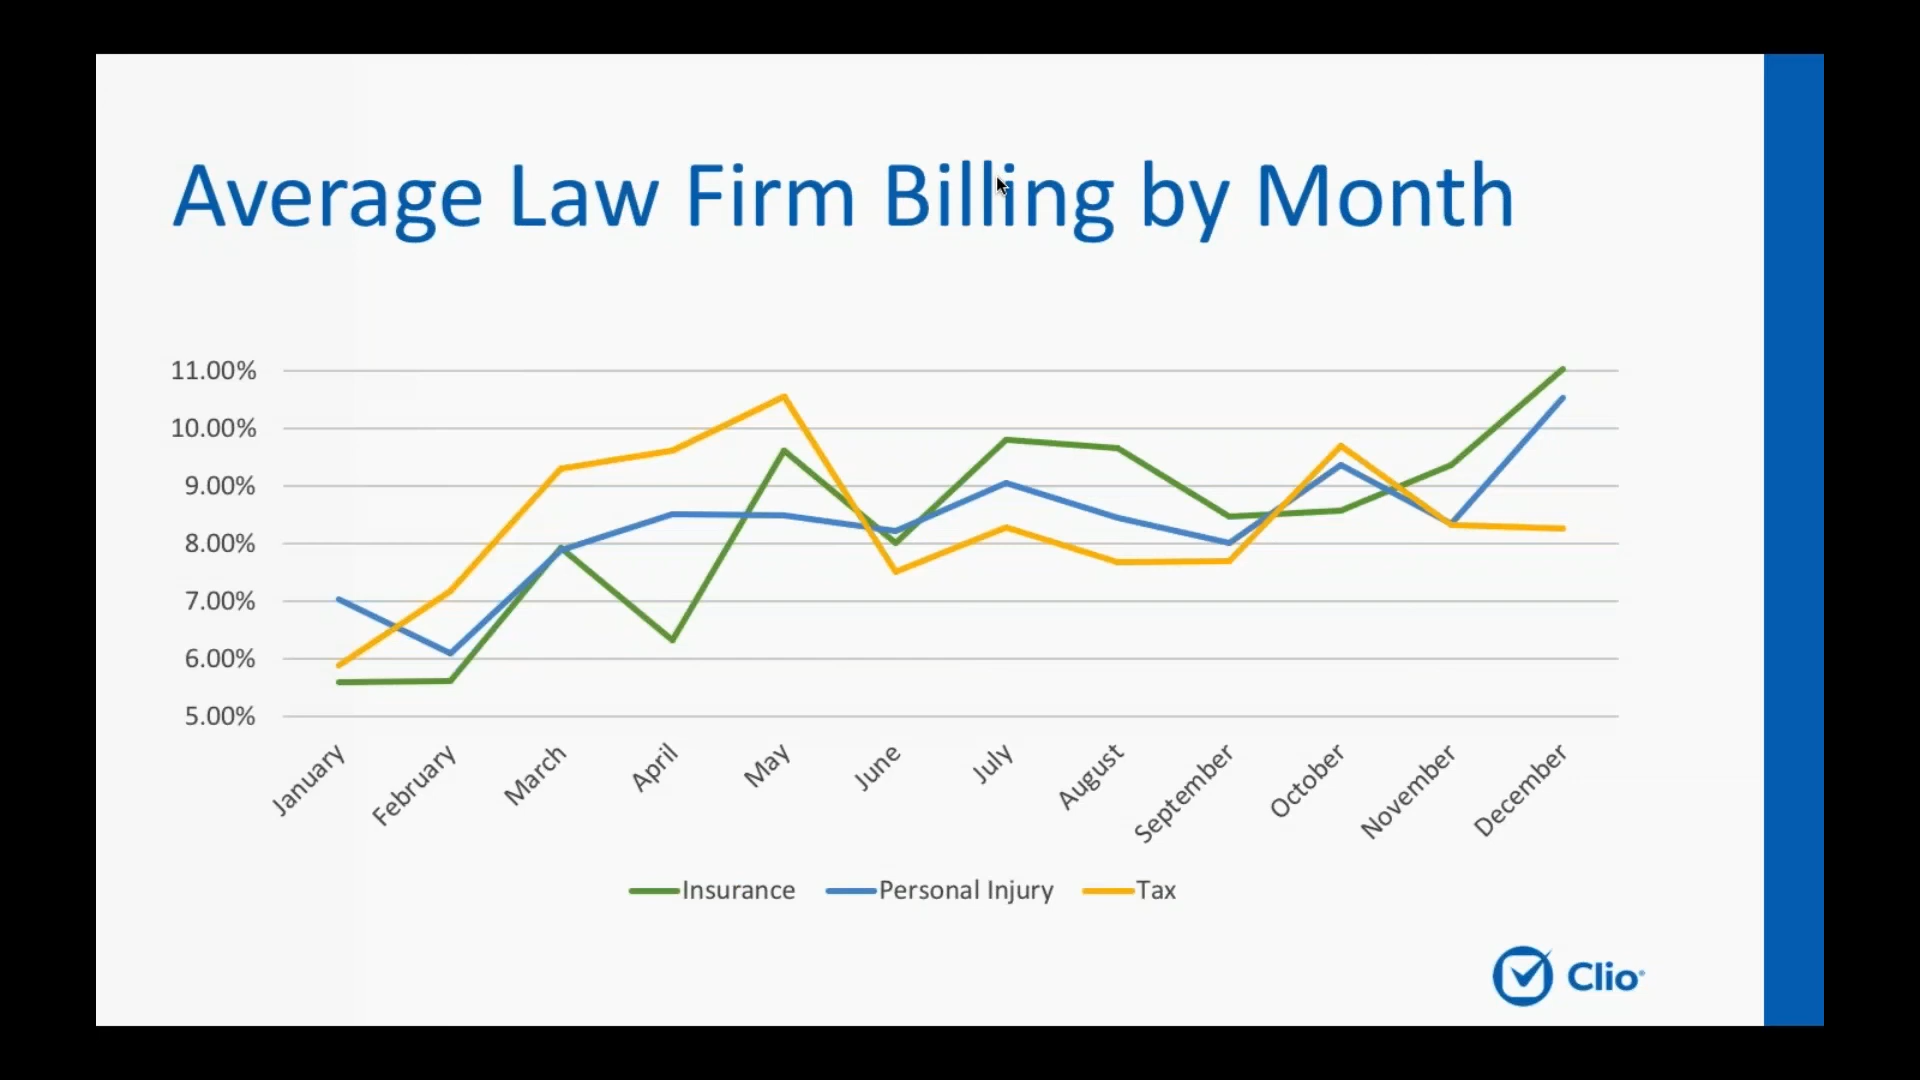 Average Law Firm Billing by Month
11.00%
10.00%
9.00%
8.00%
7.00%
6.00%
5.00%
January
February
March
April
May
June
July
August
September
October
November
December
Insurance
Personal Injury
Tax
Clio®